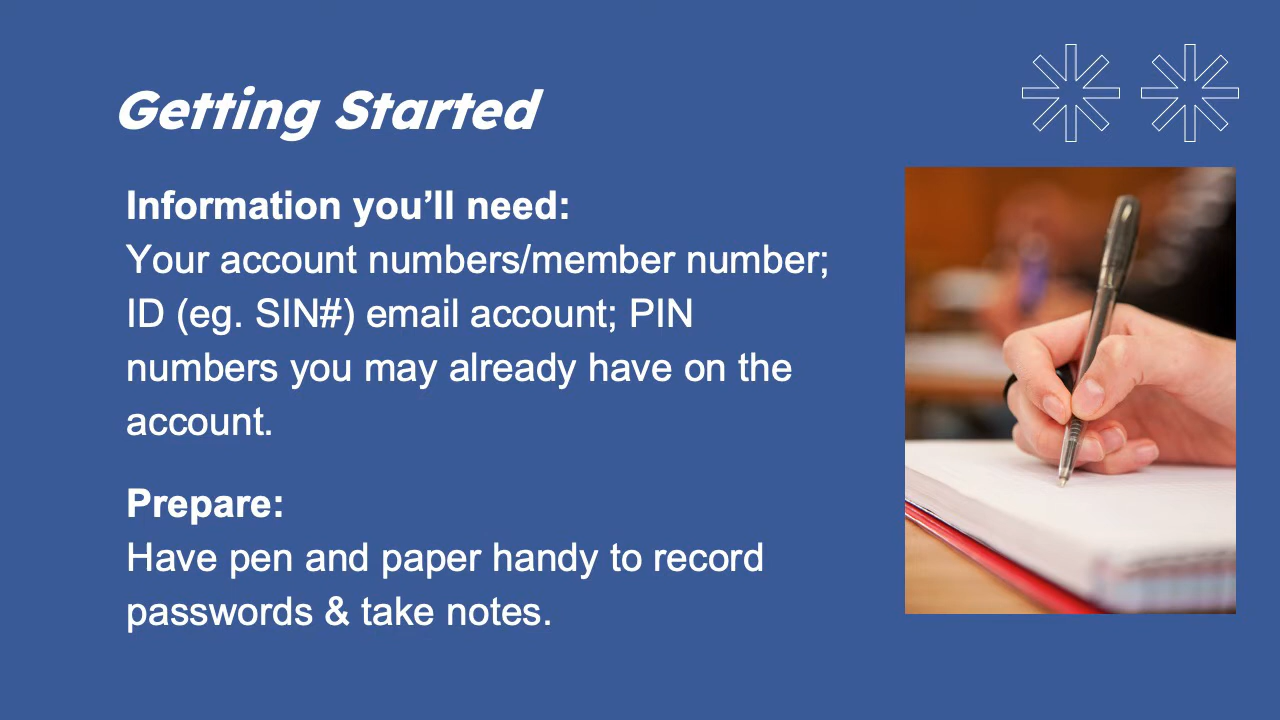 Getting Started
Information you’ll need:
Your account numbers/member number;
ID (eg. SIN#) email account; PIN
numbers you may already have on the
account.
Prepare:
Have pen and paper handy to record
passwords & take notes.